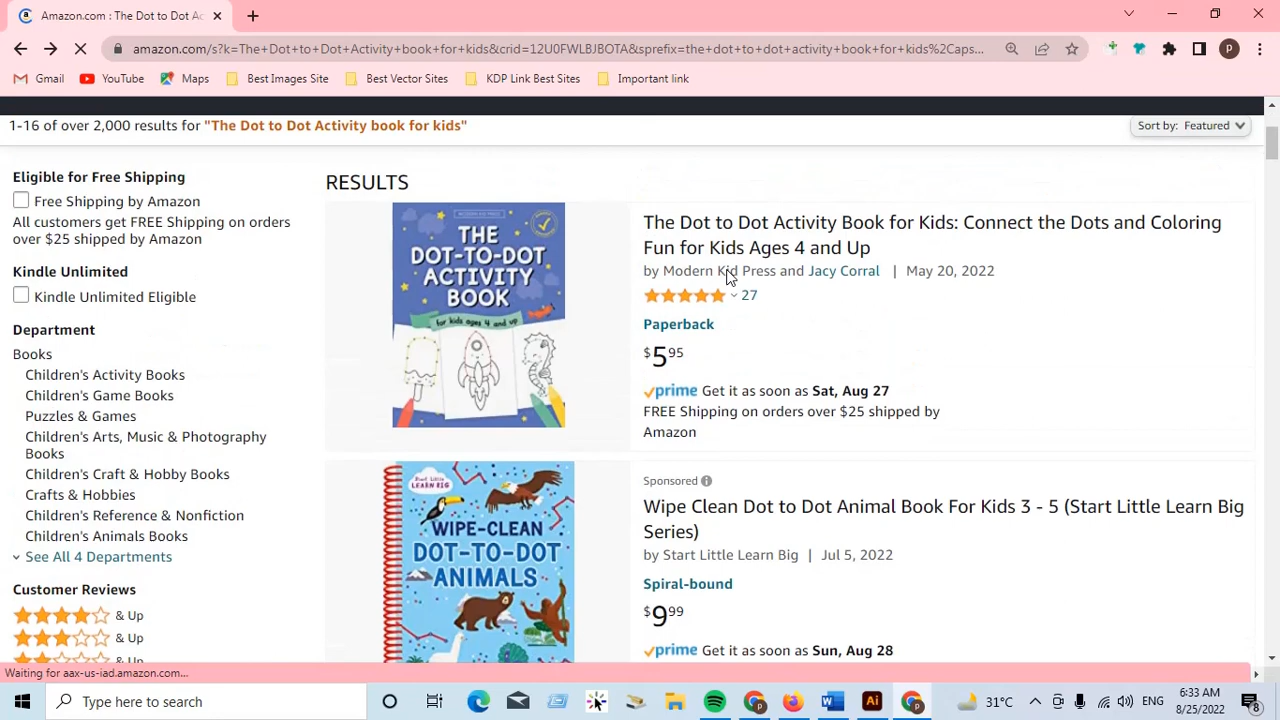 Amazon.com : The Dot to Dot Ac
amazon.com/s?k=The+Dot+to+Dot+Activity+book+for+kids&crid=12U0FWLBJBOTA&sprefix=the+dot+to+dot+activity+book+for+kids%2Caps...
p
Gmail
YouTube
Maps
Best Images Site
Best Vector Sites
KDP Link Best Sites
Important link
1-16 of over 2,000 results for "The Dot to Dot Activity book for kids"
Sort by: Featured
Eligible for Free Shipping
Free Shipping by Amazon
All customers get FREE Shipping on orders
over $25 shipped by Amazon
Kindle Unlimited
Kindle Unlimited Eligible
Department
Books
Children's Activity Books
Children's Game Books
Puzzles & Games
Children's Arts, Music & Photography
Books
Children's Craft & Hobby Books
Crafts & Hobbies
Children's Reference & Nonfiction
Children's Animals Books
See All 4 Departments
Customer Reviews
& Up
& Up
& Up
RESULTS
MODERN KID PRESS
THE
DOT-TO-DOT
ACTIVITY
BOOK
for kids ages 4 and up
The Dot to Dot Activity Book for Kids: Connect the Dots and Coloring
Fun for Kids Ages 4 and Up
by Modern Kid Press and Jacy Corral | May 20, 2022
27
Paperback
$5 95
prime Get it as soon as Sat, Aug 27
FREE Shipping on orders over $25 shipped by
Amazon
Start Little
LEARN BIG
WIPE-CLEAN
DOT-TO-DOT
ANIMALS
Sponsored
Wipe Clean Dot to Dot Animal Book For Kids 3 - 5 (Start Little Learn Big
Series)
by Start Little Learn Big | Jul 5, 2022
Spiral-bound
$9 99
prime Get it as soon as Sun, Aug 28
Waiting for aax-us-iad.amazon.com...
Type here to search
W
Ai
p
p
31°C
ENG
6:33 AM
8/25/2022
8